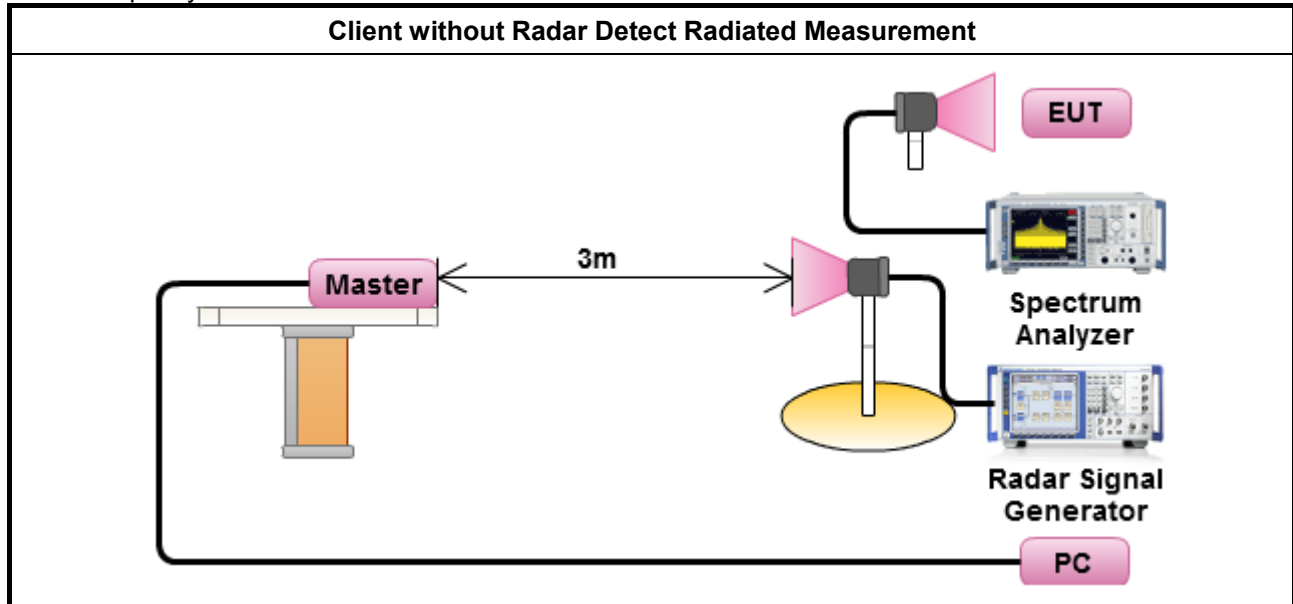 Client without Radar Detect Radiated Measurement
EUT
3m
Master
Spectrum
Analyzer
Radar Signal
Generator
PC